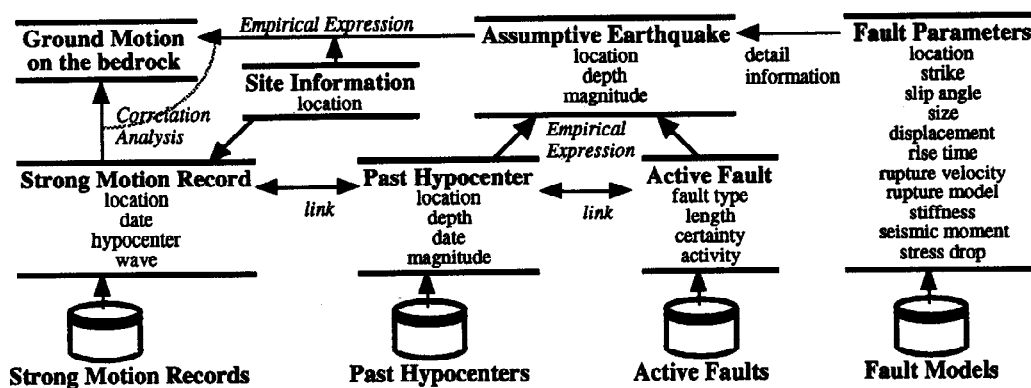 Ground Motion
on the bedrock
Empirical Expression
Site Information
location
Correlation
Analysis
Assumptive Earthquake
location
depth
magnitude
detail
information
Fault Parameters
location
strike
slip angle
size
displacement
rise time
rupture velocity
rupture model
stiffness
seismic moment
stress drop
Empirical
Expression
Strong Motion Record
location
date
hypocenter
wave
link
Past Hypocenter
location
depth
date
magnitude
link
Active Fault
fault type
length
certainty
activity
Strong Motion Records
Past Hypocenters
Active Faults
Fault Models